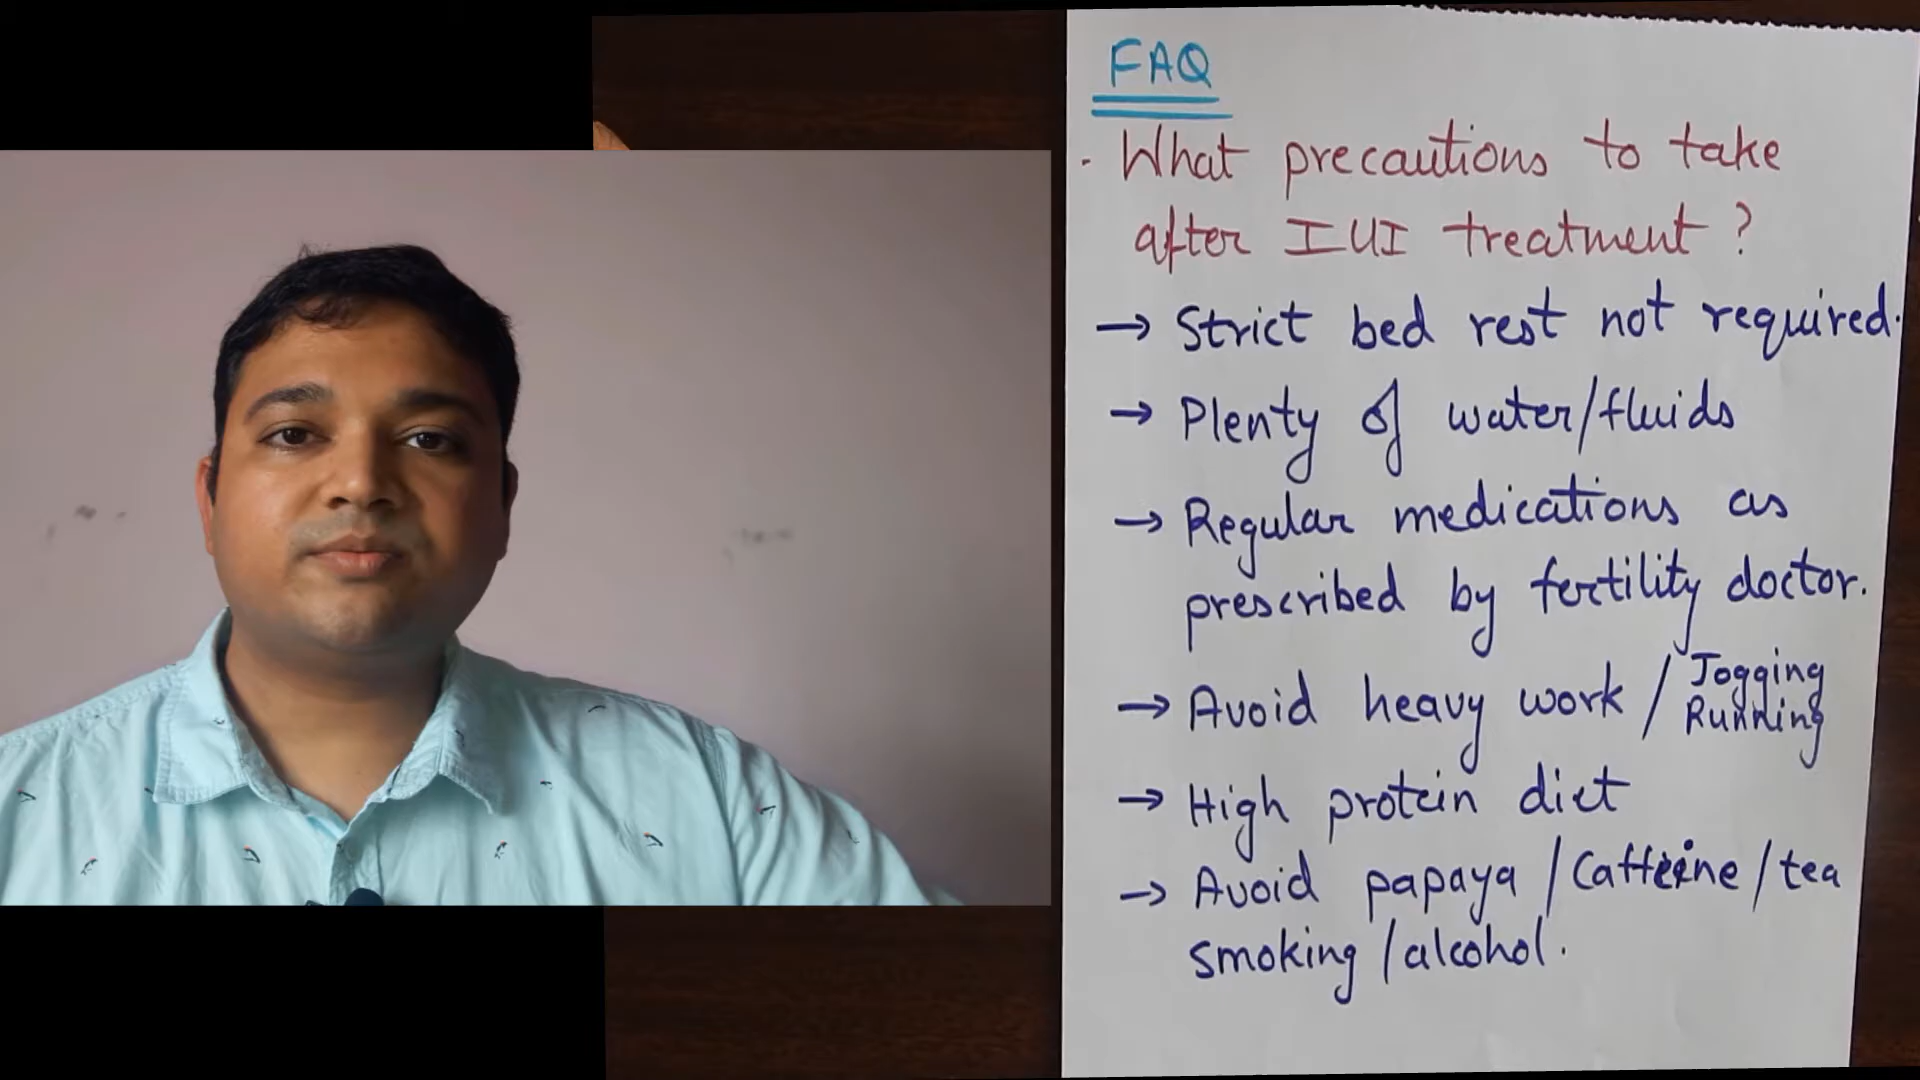 FAQ
· What precautions to take
after IUI treatment ?
→ Strict bed rest not required.
→ Plenty of water/fluids
→ Regular medications as
prescribed by fertility doctor.
→ Avoid heavy work / Jogging
Running
→ High protein diet
→ Avoid papaya / Caffeine / tea
smoking / alcohol.